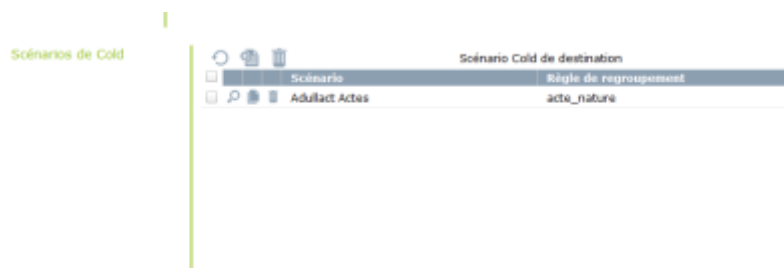 Scénarios de Cold
Scénario Cold de destination
Scénario Règle de regroupement
Adullact Actes acte_nature